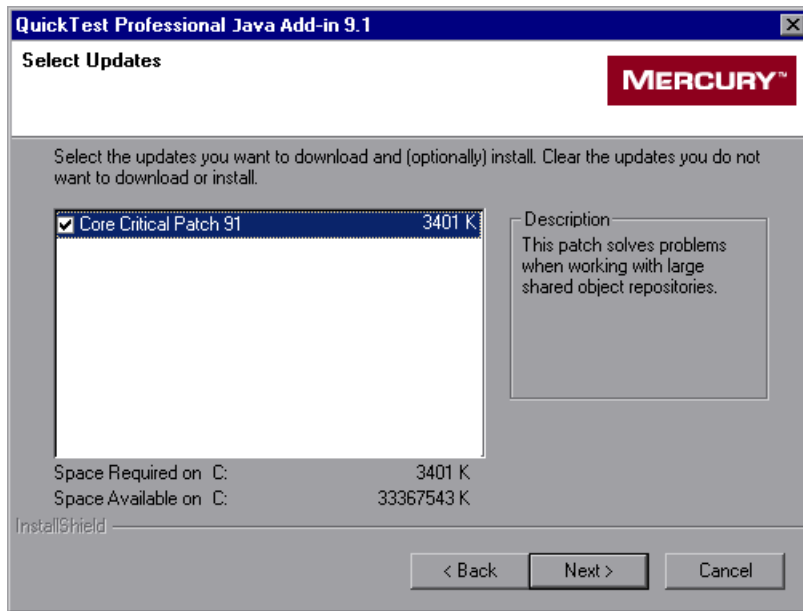 QuickTest Professional Java Add-in 9.1
Select Updates
MERCURY™
Select the updates you want to download and (optionally) install. Clear the updates you do not
want to download or install.
Core Critical Patch 91 3401 K
Description
This patch solves problems
when working with large
shared object repositories.
Space Required on C: 3401 K
Space Available on C: 33367543 K
InstallShield
< Back Next > Cancel